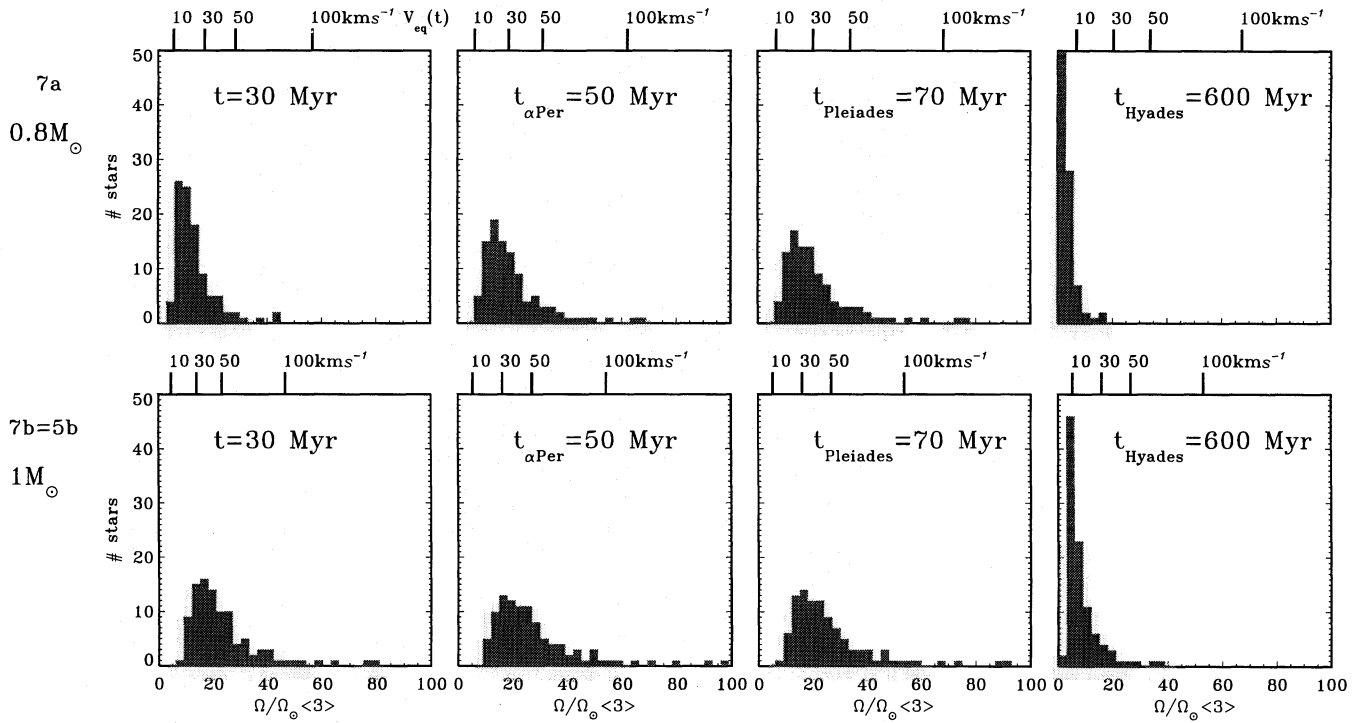 10 30 50 100kms⁻¹ V_eq(t)
10 30 50 100kms⁻¹
10 30 50 100kms⁻¹
10 30 50 100kms⁻¹
7a
0.8M☉
# stars
50
40
30
20
10
0
t=30 Myr
t_αPer=50 Myr
t_Pleiades=70 Myr
t_Hyades=600 Myr
10 30 50 100kms⁻¹
10 30 50 100kms⁻¹
10 30 50 100kms⁻¹
10 30 50 100kms⁻¹
7b=5b
1M☉
# stars
50
40
30
20
10
0
t=30 Myr
t_αPer=50 Myr
t_Pleiades=70 Myr
t_Hyades=600 Myr
0 20 40 60 80 100
0 20 40 60 80 100
0 20 40 60 80 100
0 20 40 60 80 100
Ω/Ω☉<3>
Ω/Ω☉<3>
Ω/Ω☉<3>
Ω/Ω☉<3>